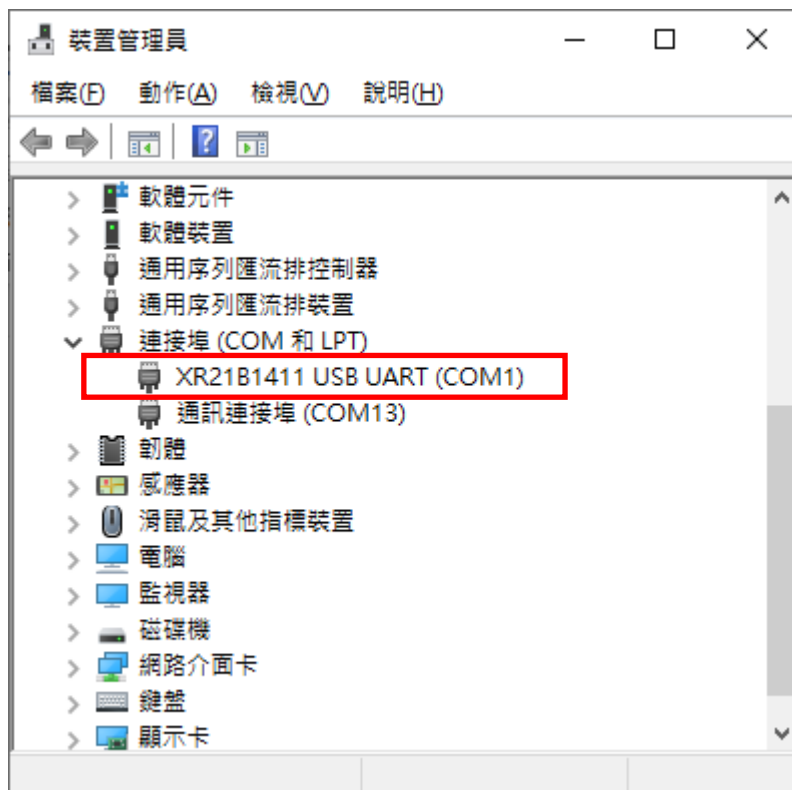 裝置管理員
檔案(F) 動作(A) 檢視(V) 說明(H)
軟體元件
軟體裝置
通用序列匯流排控制器
通用序列匯流排裝置
連接埠 (COM 和 LPT)
XR21B1411 USB UART (COM1)
通訊連接埠 (COM13)
韌體
感應器
滑鼠及其他指標裝置
電腦
監視器
磁碟機
網路介面卡
鍵盤
顯示卡